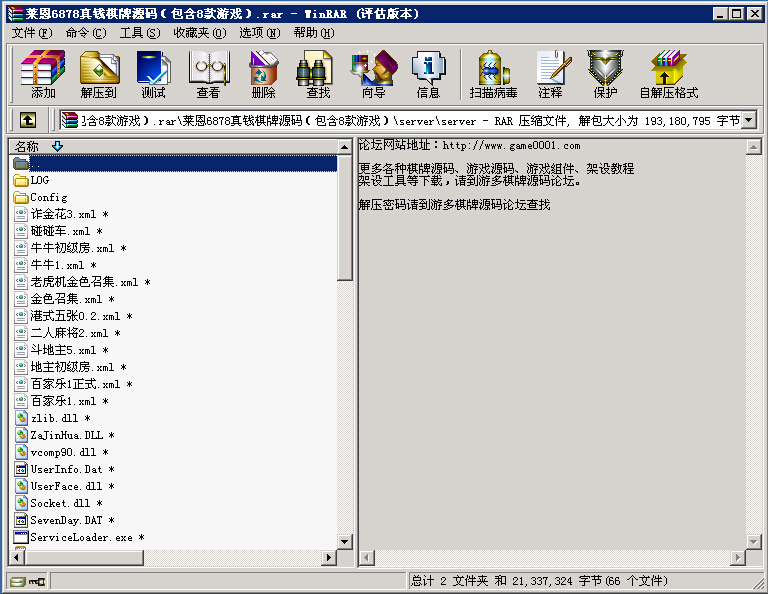 莱恩6878真钱棋牌源码（包含8款游戏）.rar - WinRAR (评估版本)
文件(F) 命令(C) 工具(S) 收藏夹(O) 选项(N) 帮助(H)
添加 解压到 测试 查看 删除 查找 向导 信息 扫描病毒 注释 保护 自解压格式
含8款游戏）.rar\莱恩6878真钱棋牌源码（包含8款游戏）\server\server - RAR 压缩文件, 解包大小为 193,180,795 字节
名称
..
LOG
Config
诈金花3.xml *
碰碰车.xml *
牛牛初级房.xml *
牛牛1.xml *
老虎机金色召集.xml *
金色召集.xml *
港式五张0.2.xml *
二人麻将2.xml *
斗地主5.xml *
地主初级房.xml *
百家乐1正式.xml *
百家乐1.xml *
zlib.dll *
ZaJinHua.DLL *
vcomp90.dll *
UserInfo.Dat *
UserFace.dll *
Socket.dll *
SevenDay.DAT *
ServiceLoader.exe *
论坛网站地址：http://www.game0001.com
更多各种棋牌源码、游戏源码、游戏组件、架设教程
架设工具等下载，请到游多棋牌源码论坛。
解压密码请到游多棋牌源码论坛查找
总计 2 文件夹 和 21,337,324 字节(66 个文件)